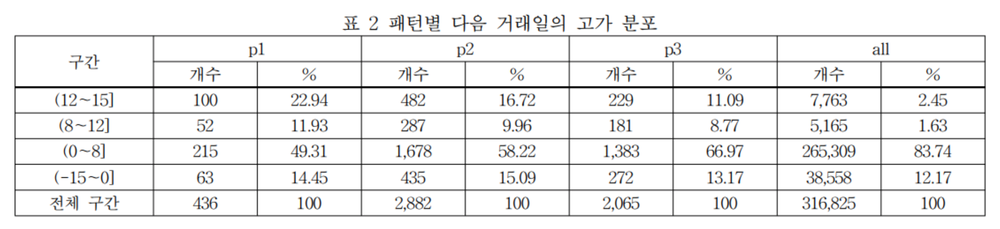 표 2 패턴별 다음 거래일의 고가 분포
구간 p1 p2 p3 all
개수 % 개수 % 개수 % 개수 %
(12~15] 100 22.94 482 16.72 229 11.09 7,763 2.45
(8~12] 52 11.93 287 9.96 181 8.77 5,165 1.63
(0~8] 215 49.31 1,678 58.22 1,383 66.97 265,309 83.74
(-15~0] 63 14.45 435 15.09 272 13.17 38,558 12.17
전체 구간 436 100 2,882 100 2,065 100 316,825 100